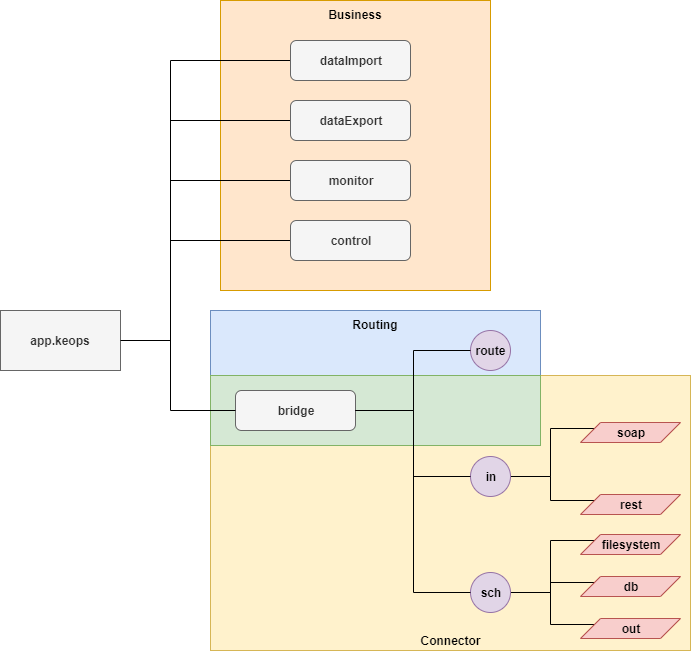 Business
dataImport
dataExport
monitor
control
app.keops
Routing
route
bridge
in
soap
rest
sch
filesystem
db
out
Connector